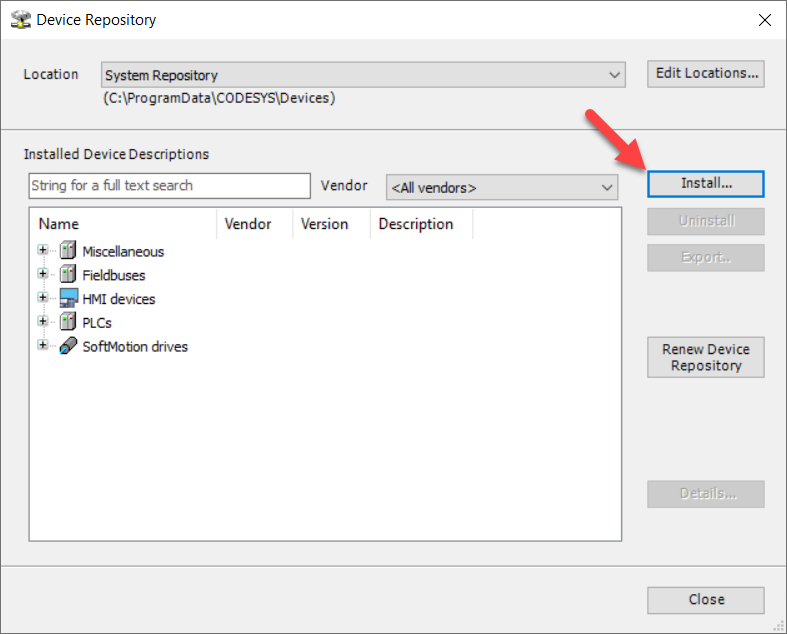 Device Repository
Location
System Repository
Edit Locations...
(C:\ProgramData\CODESYS\Devices)
Installed Device Descriptions
String for a full text search
Vendor
<All vendors>
Install...
Uninstall
Export..
Name Vendor Version Description
Miscellaneous
Fieldbuses
HMI devices
PLCs
SoftMotion drives
Renew Device
Repository
Details...
Close